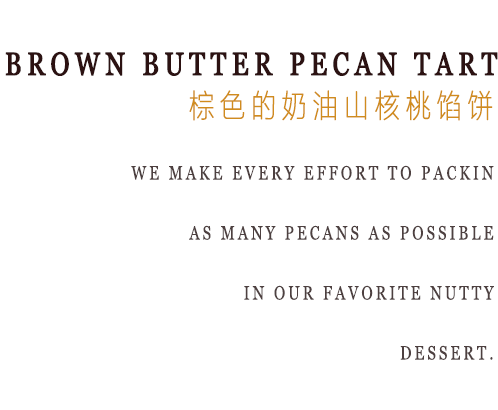 BROWN BUTTER PECAN TART
棕色的奶油山核桃馅饼
WE MAKE EVERY EFFORT TO PACKIN
AS MANY PECANS AS POSSIBLE
IN OUR FAVORITE NUTTY
DESSERT.